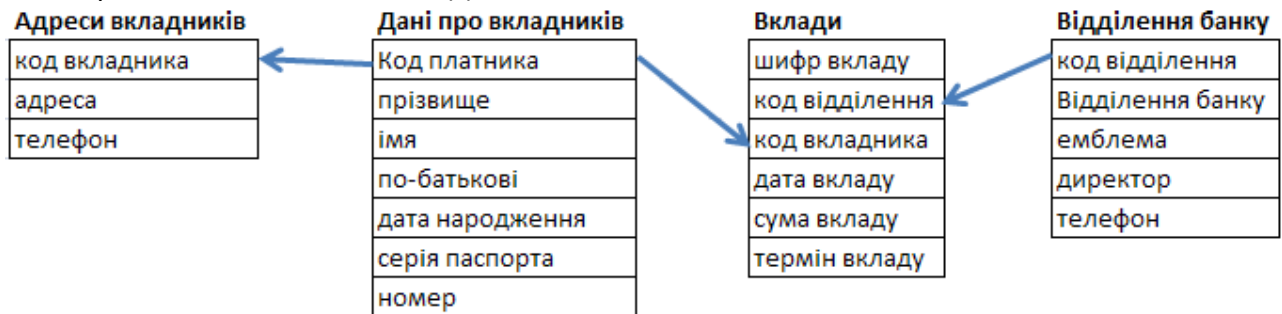 Адреси вкладників
код вкладника
адреса
телефон
Дані про вкладників
Код платника
прізвище
імя
по-батькові
дата народження
серія паспорта
номер
Вклади
шифр вкладу
код відділення
код вкладника
дата вкладу
сума вкладу
термін вкладу
Відділення банку
код відділення
Відділення банку
емблема
директор
телефон